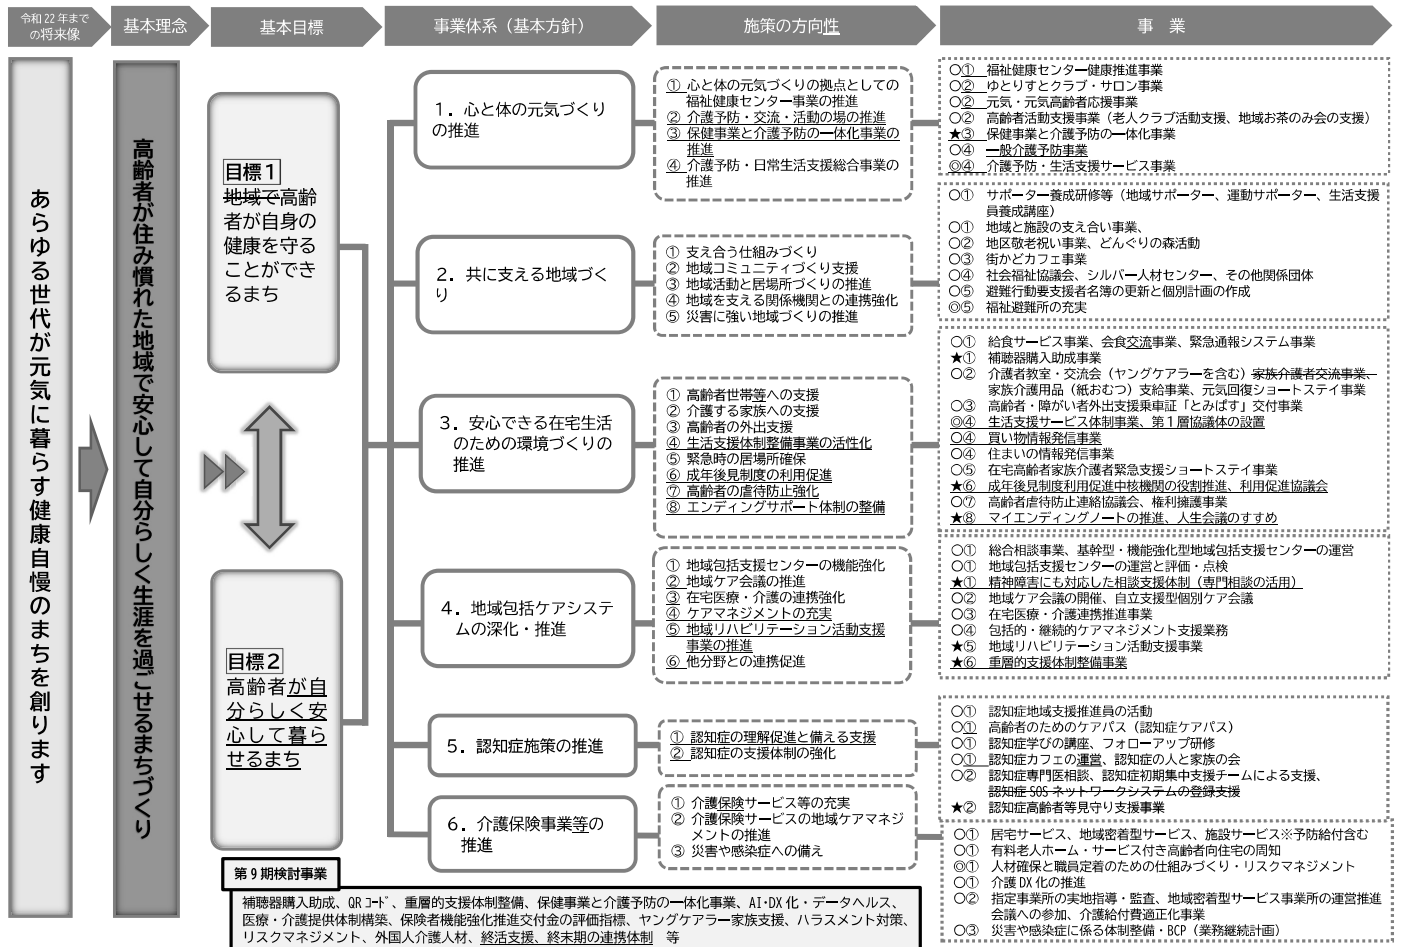 令和22年まで
の将来像
基本理念
基本目標
事業体系（基本方針）
施策の方向性
事　業
あらゆる世代が元気に暮らす健康自慢のまちを創ります
高齢者が住み慣れた地域で安心して自分らしく生涯を過ごせるまちづくり
目標1
地域で高齢
者が自身の
健康を守る
ことができ
るまち
目標2
高齢者が自
分らしく安
心して暮ら
せるまち
1．心と体の元気づくり
の推進
① 心と体の元気づくりの拠点としての
福祉健康センター事業の推進
② 介護予防・交流・活動の場の推進
③ 保健事業と介護予防の一体化事業の
推進
④ 介護予防・日常生活支援総合事業の
推進
○① 福祉健康センター健康推進事業
○② ゆとりすとクラブ・サロン事業
○② 元気・元気高齢者応援事業
○② 高齢者活動支援事業（老人クラブ活動支援、地域お茶のみ会の支援）
★③ 保健事業と介護予防の一体化事業
○④ 一般介護予防事業
◎④ 介護予防・生活支援サービス事業
2．共に支える地域づく
り
① 支え合う仕組みづくり
② 地域コミュニティづくり支援
③ 地域活動と居場所づくりの推進
④ 地域を支える関係機関との連携強化
⑤ 災害に強い地域づくりの推進
○① サポーター養成研修等（地域サポーター、運動サポーター、生活支援
員養成講座）
○① 地域と施設の支え合い事業、
○② 地区敬老祝い事業、どんぐりの森活動
○③ 街かどカフェ事業
○④ 社会福祉協議会、シルバー人材センター、その他関係団体
○⑤ 避難行動要支援者名簿の更新と個別計画の作成
◎⑤ 福祉避難所の充実
3．安心できる在宅生活
のための環境づくりの
推進
① 高齢者世帯等への支援
② 介護する家族への支援
③ 高齢者の外出支援
④ 生活支援体制整備事業の活性化
⑤ 緊急時の居場所確保
⑥ 成年後見制度の利用促進
⑦ 高齢者の虐待防止強化
⑧ エンディングサポート体制の整備
○① 給食サービス事業、会食交流事業、緊急通報システム事業
★① 補聴器購入助成事業
○② 介護者教室・交流会（ヤングケアラーを含む）家族介護者交流事業、
家族介護用品（紙おむつ）支給事業、元気回復ショートステイ事業
○③ 高齢者・障がい者外出支援乗車証「とみぱす」交付事業
◎④ 生活支援サービス体制事業、第1層協議体の設置
○④ 買い物情報発信事業
○④ 住まいの情報発信事業
○⑤ 在宅高齢者家族介護者緊急支援ショートステイ事業
★⑥ 成年後見制度利用促進中核機関の役割推進、利用促進協議会
○⑦ 高齢者虐待防止連絡協議会、権利擁護事業
★⑧ マイエンディングノートの推進、人生会議のすすめ
4．地域包括ケアシステ
ムの深化・推進
① 地域包括支援センターの機能強化
② 地域ケア会議の推進
③ 在宅医療・介護の連携強化
④ ケアマネジメントの充実
⑤ 地域リハビリテーション活動支援
事業の推進
⑥ 他分野との連携促進
○① 総合相談事業、基幹型・機能強化型地域包括支援センターの運営
○① 地域包括支援センターの運営と評価・点検
★① 精神障害にも対応した相談支援体制（専門相談の活用）
○② 地域ケア会議の開催、自立支援型個別ケア会議
○③ 在宅医療・介護連携推進事業
○④ 包括的・継続的ケアマネジメント支援業務
★⑤ 地域リハビリテーション活動支援事業
★⑥ 重層的支援体制整備事業
5．認知症施策の推進
① 認知症の理解促進と備える支援
② 認知症の支援体制の強化
○① 認知症地域支援推進員の活動
○① 高齢者のためのケアパス（認知症ケアパス）
○① 認知症学びの講座、フォローアップ研修
○① 認知症カフェの運営、認知症の人と家族の会
○② 認知症専門医相談、認知症初期集中支援チームによる支援、
認知症SOSネットワークシステムの登録支援
★② 認知症高齢者等見守り支援事業
6．介護保険事業等の
推進
① 介護保険サービス等の充実
② 介護保険サービスの地域ケアマネジ
メントの推進
③ 災害や感染症への備え
○① 居宅サービス、地域密着型サービス、施設サービス※予防給付含む
○① 有料老人ホーム・サービス付き高齢者向住宅の周知
◎① 人材確保と職員定着のための仕組みづくり・リスクマネジメント
○① 介護DX化の推進
○② 指定事業所の実地指導・監査、地域密着型サービス事業所の運営推進
会議への参加、介護給付費適正化事業
○③ 災害や感染症に係る体制整備・BCP（業務継続計画）
第9期検討事業
補聴器購入助成、QRコード、重層的支援体制整備、保健事業と介護予防の一体化事業、AI・DX化・データヘルス、
医療・介護提供体制構築、保険者機能強化推進交付金の評価指標、ヤングケアラー家族支援、ハラスメント対策、
リスクマネジメント、外国人介護人材、終活支援、終末期の連携体制　等